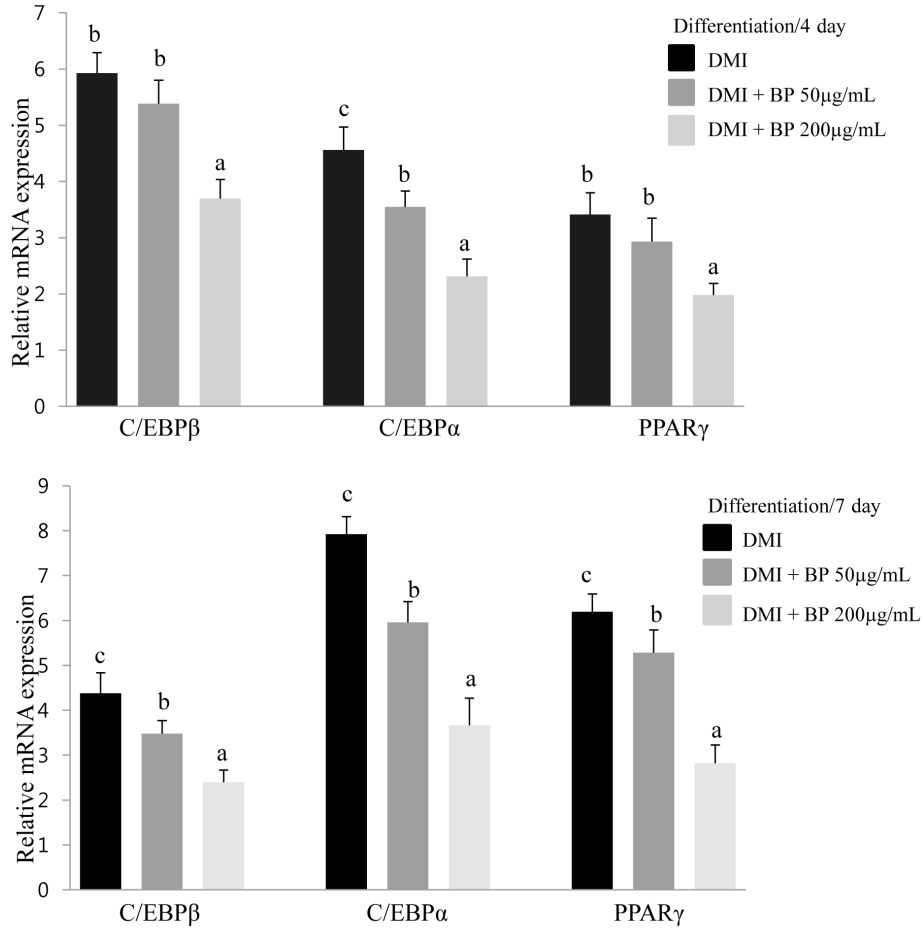 7
6
5
4
3
2
1
0
Relative mRNA expression
b
b
a
c
b
a
b
b
a
C/EBPβ
C/EBPα
PPARγ
Differentiation/4 day
DMI
DMI + BP 50µg/mL
DMI + BP 200µg/mL
9
8
7
6
5
4
3
2
1
0
Relative mRNA expression
c
b
a
c
b
a
c
b
a
C/EBPβ
C/EBPα
PPARγ
Differentiation/7 day
DMI
DMI + BP 50µg/mL
DMI + BP 200µg/mL